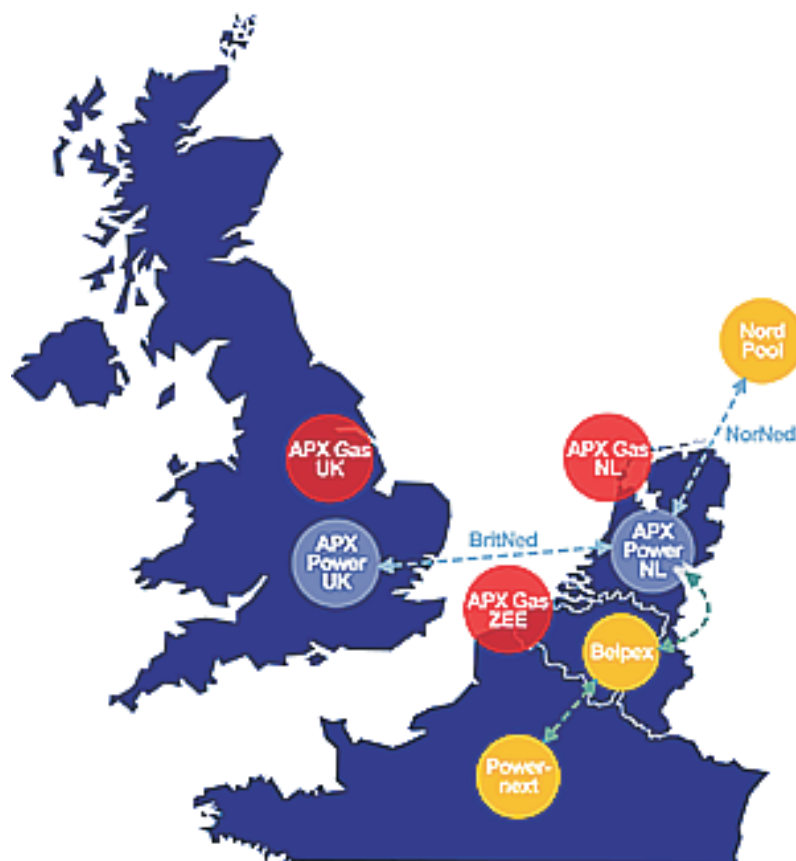 Nord
Pool
NorNed
APX Gas
UK
APX Gas
NL
BritNed
APX
Power
UK
APX
Power
NL
APX Gas
ZEE
Belpex
Power-
next